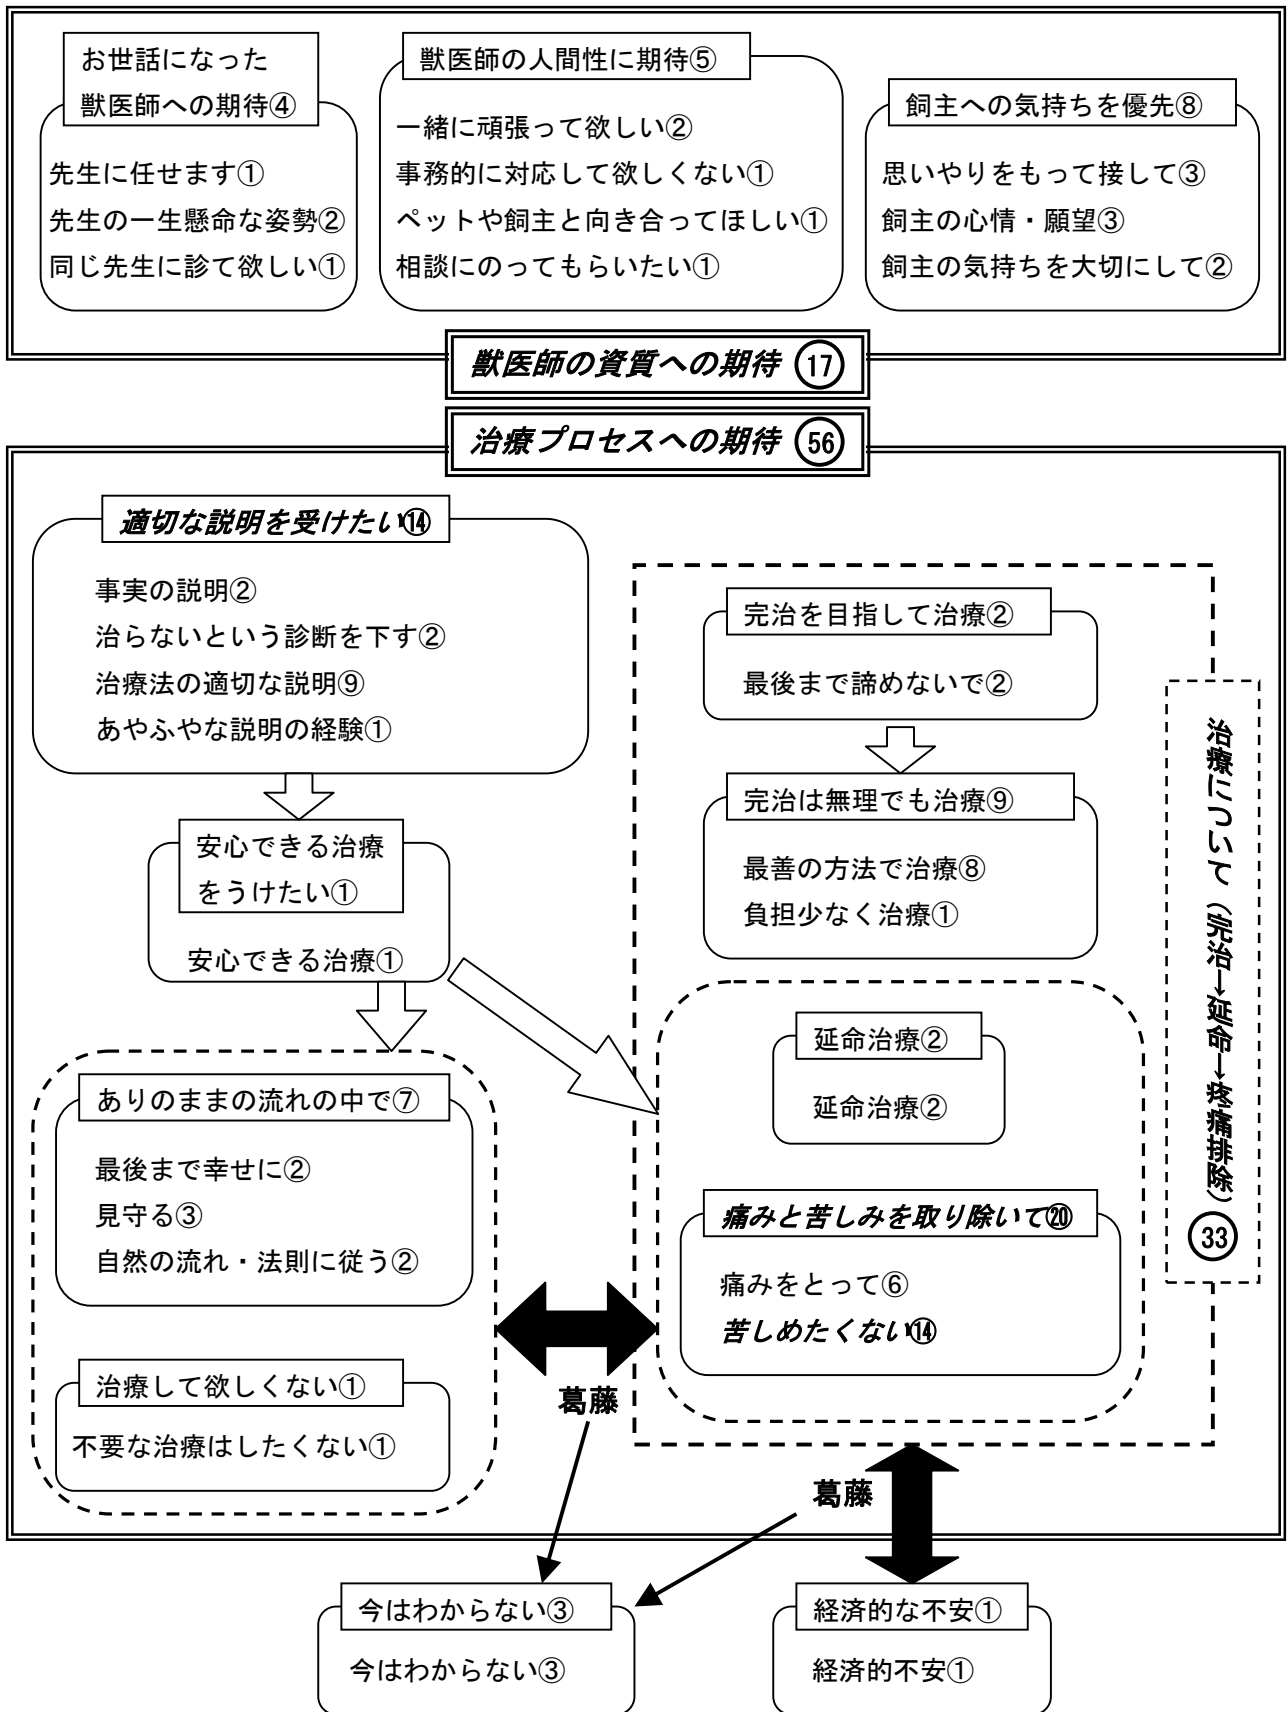 お世話になった
獣医師への期待④
先生に任せます①
先生の一生懸命な姿勢②
同じ先生に診て欲しい①
獣医師の人間性に期待⑤
一緒に頑張って欲しい②
事務的に対応して欲しくない①
ペットや飼主と向き合ってほしい①
相談にのってもらいたい①
飼主への気持ちを優先⑧
思いやりをもって接して③
飼主の心情・願望③
飼主の気持ちを大切にして②
獣医師の資質への期待 17
治療プロセスへの期待 56
適切な説明を受けたい⑭
事実の説明②
治らないという診断を下す②
治療法の適切な説明⑨
あやふやな説明の経験①
安心できる治療
をうけたい①
安心できる治療①
ありのままの流れの中で⑦
最後まで幸せに②
見守る③
自然の流れ・法則に従う②
治療して欲しくない①
不要な治療はしたくない①
完治を目指して治療②
最後まで諦めないで②
完治は無理でも治療⑨
最善の方法で治療⑧
負担少なく治療①
延命治療②
延命治療②
痛みと苦しみを取り除いて⑳
痛みをとって⑥
苦しめたくない⑭
治療について（完治→延命→疼痛排除）33
葛藤
葛藤
今はわからない③
今はわからない③
経済的な不安①
経済的不安①